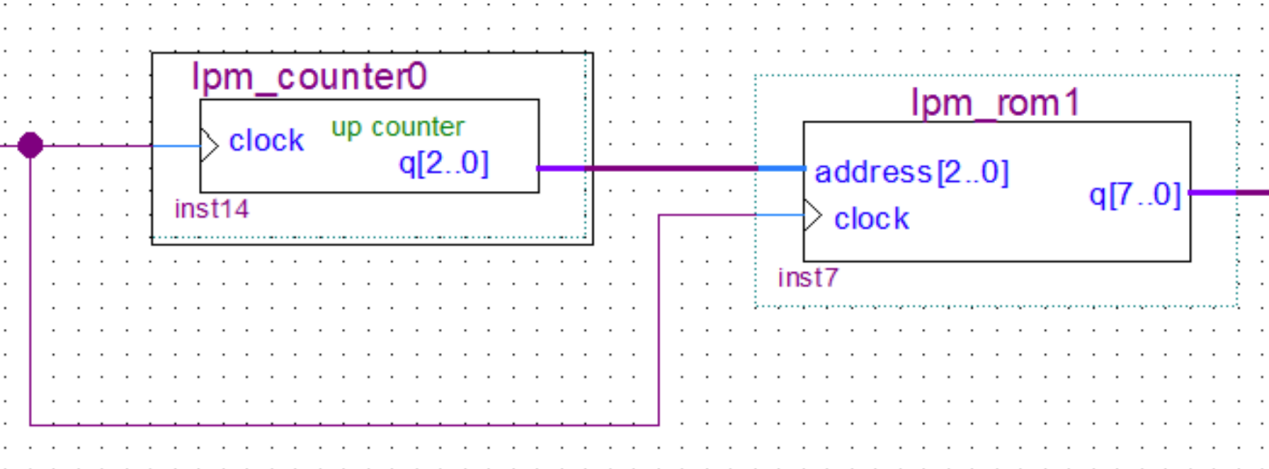 lpm_counter0
up counter
clock
q[2..0]
inst14
lpm_rom1
address[2..0]
q[7..0]
clock
inst7